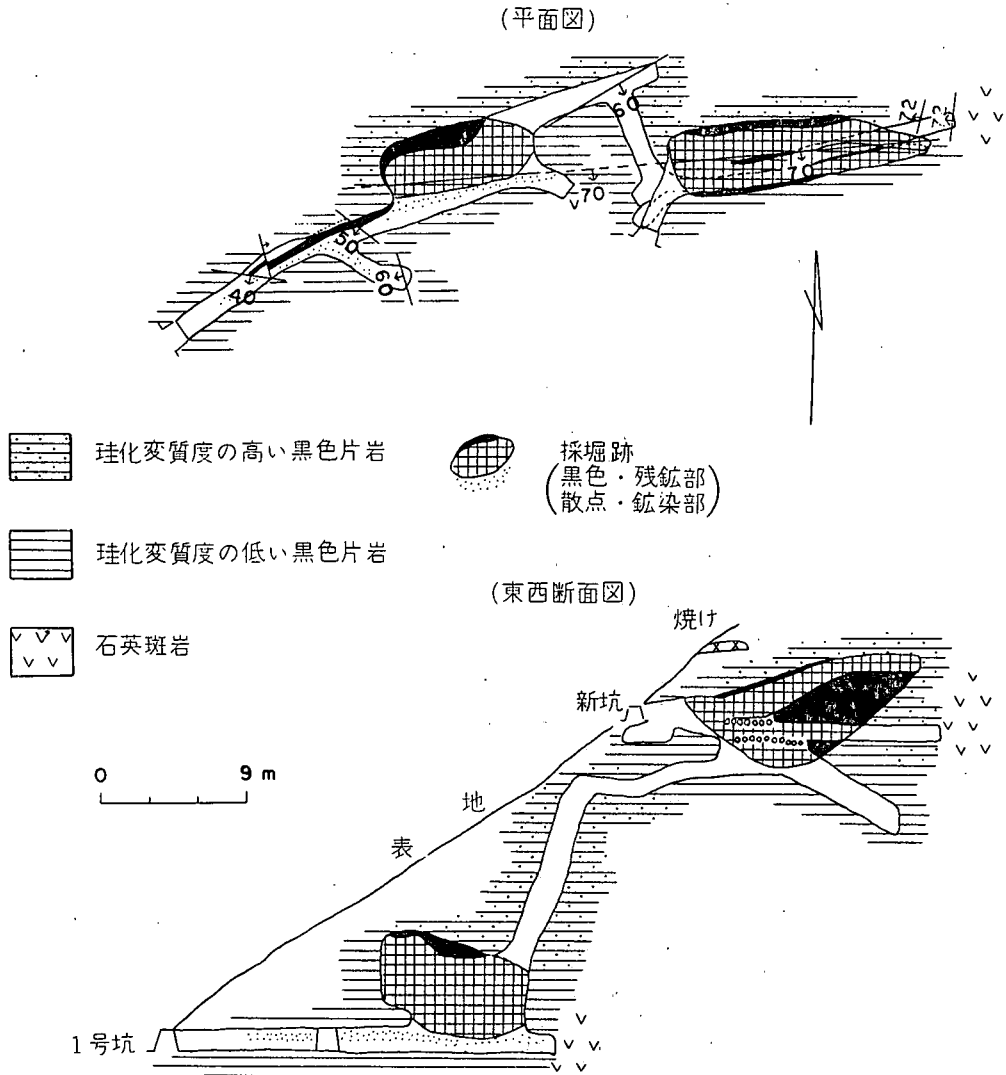 (平面図)
60
72
72
70
70
50
60
40
珪化変質度の高い黒色片岩
採掘跡
(黒色・残鉱部
散点・鉱染部)
珪化変質度の低い黒色片岩
石英斑岩
(東西断面図)
焼け
新坑
0 9 m
地
表
1号坑